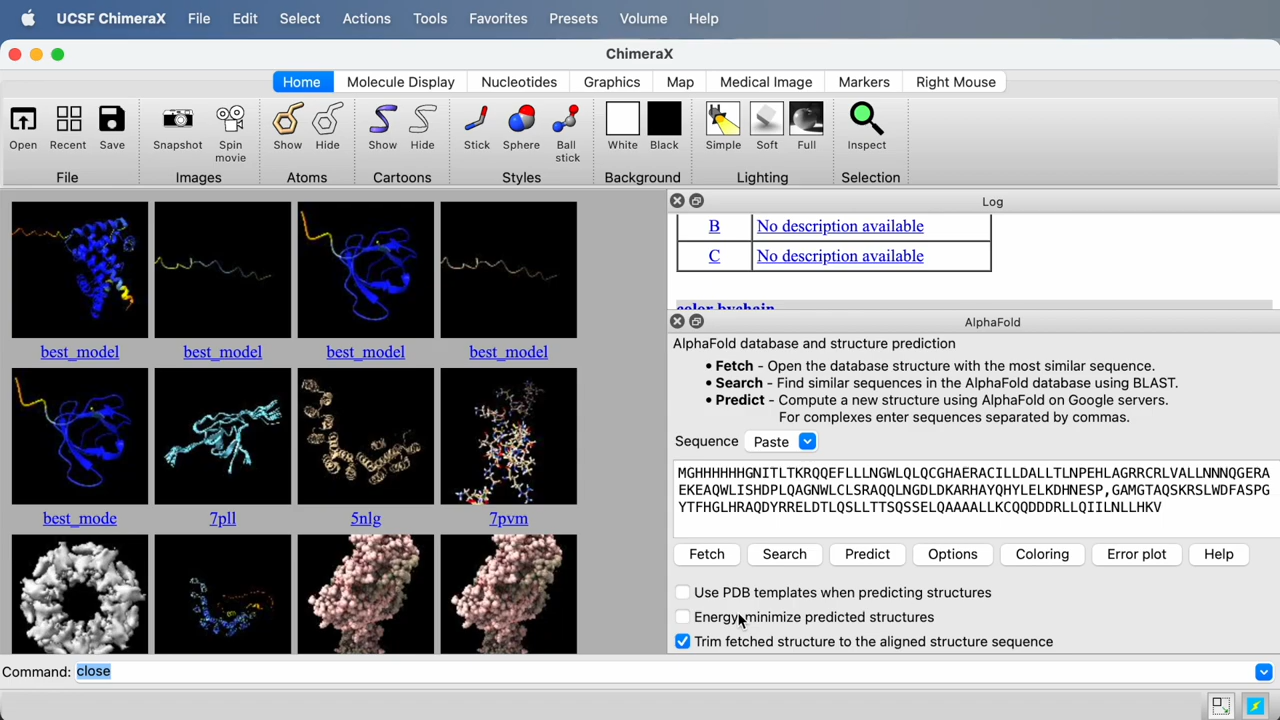 UCSF ChimeraX File Edit Select Actions Tools Favorites Presets Volume Help
ChimeraX
Home Molecule Display Nucleotides Graphics Map Medical Image Markers Right Mouse
Open Recent Save Snapshot Spin movie Show Hide Show Hide Stick Sphere Ball stick White Black Simple Soft Full Inspect
File Images Atoms Cartoons Styles Background Lighting Selection
best_model best_model best_model best_model
best_mode 7pll 5nlg 7pvm
Log
B No description available
C No description available
color bychain
AlphaFold
AlphaFold database and structure prediction
• Fetch - Open the database structure with the most similar sequence.
• Search - Find similar sequences in the AlphaFold database using BLAST.
• Predict - Compute a new structure using AlphaFold on Google servers.
For complexes enter sequences separated by commas.
Sequence Paste
MGHHHHHHGNITLTKRQQEFLLLNGWLQLQCGHAERACILLDALLTLNPEHLAGRRCRLVALLNNNQGERA
EKEAQWLISHDPLQAGNWLCLSRAQQLNGDLDKARHAYQHYLELKDHNESP,GAMGTAQSKRSLWDFASPG
YTFHGLHRAQDYRRELDTLQSLLTTSQSSELQAAAALLKCQQDDDRLLQIILNLLHKV
Fetch Search Predict Options Coloring Error plot Help
Use PDB templates when predicting structures
Energy-minimize predicted structures
Trim fetched structure to the aligned structure sequence
Command: close